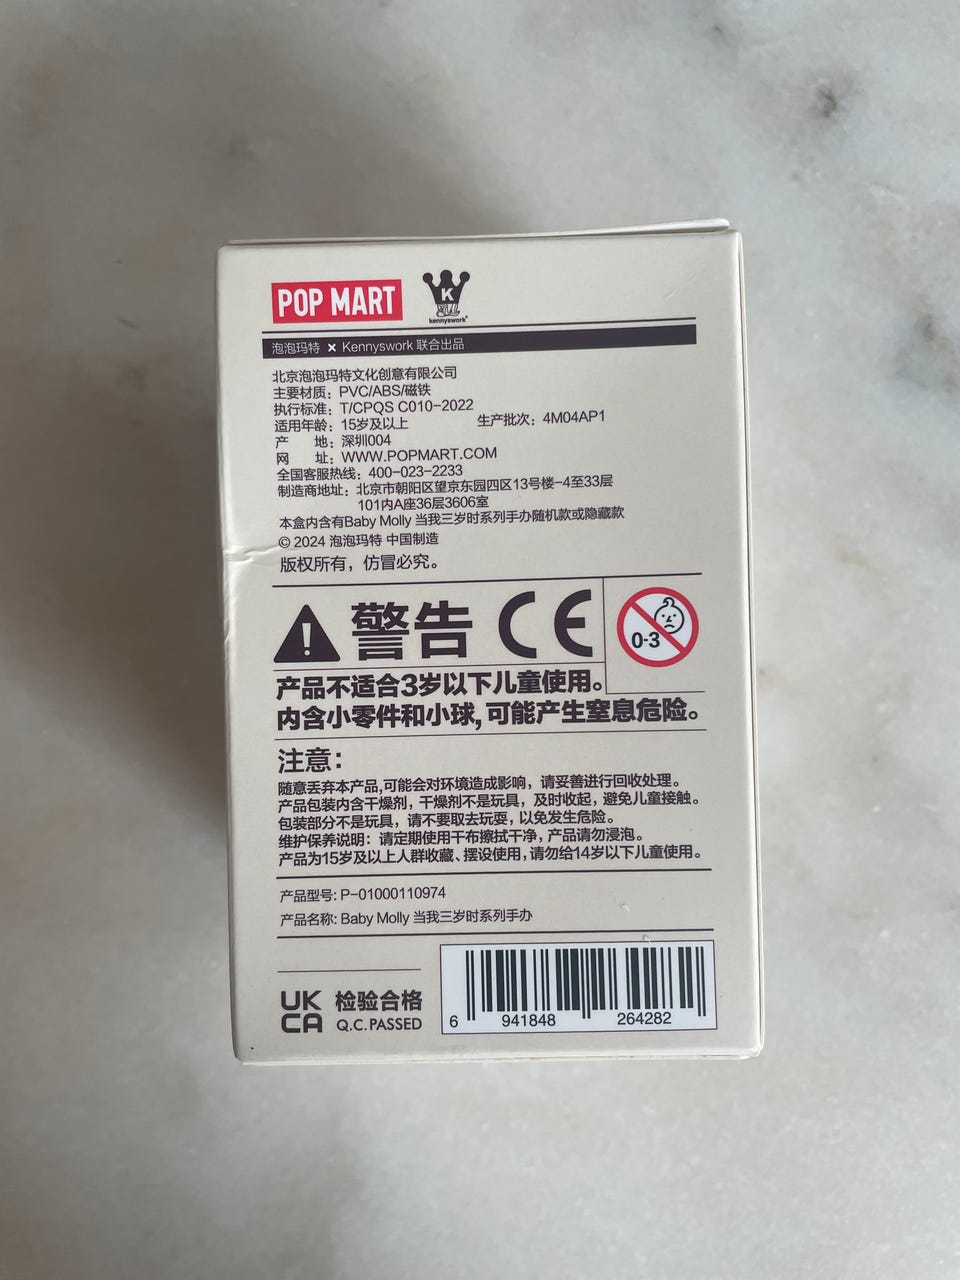 POP MART
K
kennyswork
泡泡玛特 × Kennyswork 联合出品
北京泡泡玛特文化创意有限公司
主要材质：PVC/ABS/磁铁
执行标准：T/CPQS C010-2022
适用年龄：15岁及以上 生产批次：4M04AP1
产 地：深圳004
网 址：WWW.POPMART.COM
全国客服热线：400-023-2233
制造商地址：北京市朝阳区望京东园四区13号楼-4至33层
101内A座36层3606室
本盒内含有Baby Molly 当我三岁时系列手办随机款或隐藏款
© 2024 泡泡玛特 中国制造
版权所有，仿冒必究。
警告 CE
0-3
产品不适合3岁以下儿童使用。
内含小零件和小球，可能产生窒息危险。
注意：
随意丢弃本产品，可能会对环境造成影响，请妥善进行回收处理。
产品包装内含干燥剂，干燥剂不是玩具，及时收起，避免儿童接触。
包装部分不是玩具，请不要取去玩耍，以免发生危险。
维护保养说明：请定期使用干布擦拭干净，产品请勿浸泡。
产品为15岁及以上人群收藏、摆设使用，请勿给14岁以下儿童使用。
产品型号：P-01000110974
产品名称：Baby Molly 当我三岁时系列手办
UK
CA
检验合格
Q.C.PASSED
6 941848 264282